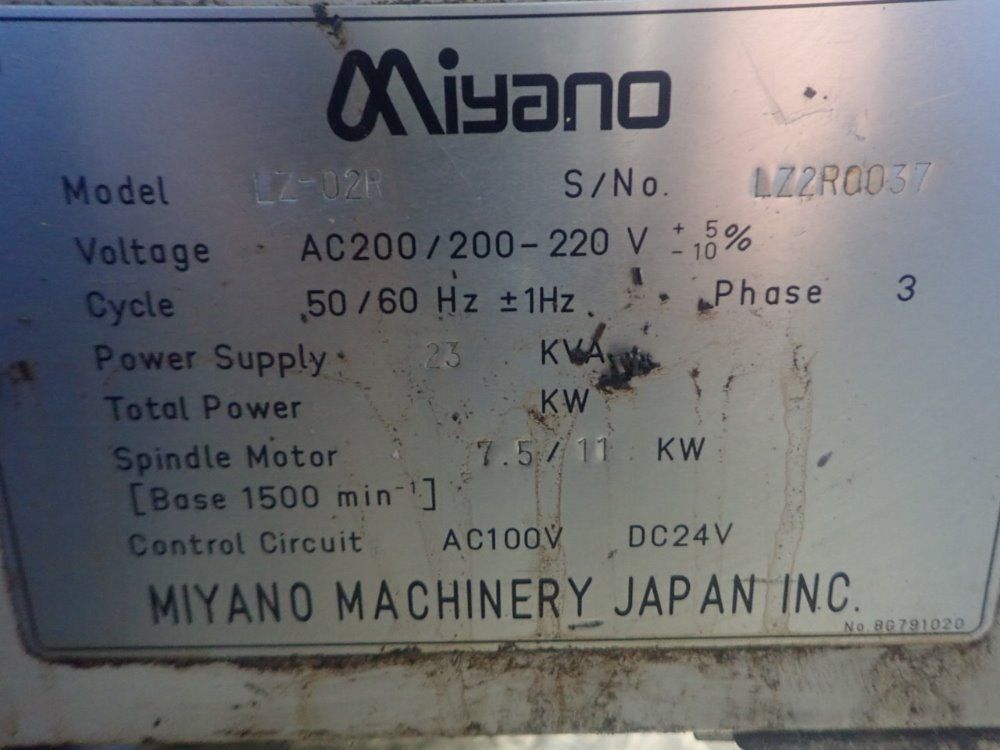 Miyano
Model LZ-02R S/No. LZ2R0037
Voltage AC200/200-220 V +5 -10%
Cycle 50/60 Hz ±1Hz Phase 3
Power Supply 23 KVA
Total Power KW
Spindle Motor 7.5/11 KW
[Base 1500 min⁻¹]
Control Circuit AC100V DC24V
MIYANO MACHINERY JAPAN INC.
No.8G791020